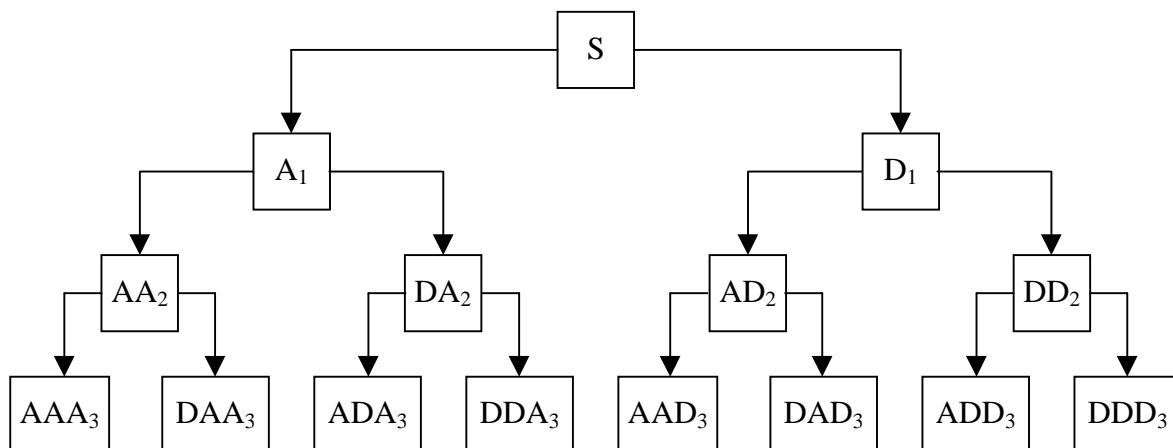 S
A₁ D₁
AA₂ DA₂ AD₂ DD₂
AAA₃ DAA₃ ADA₃ DDA₃ AAD₃ DAD₃ ADD₃ DDD₃